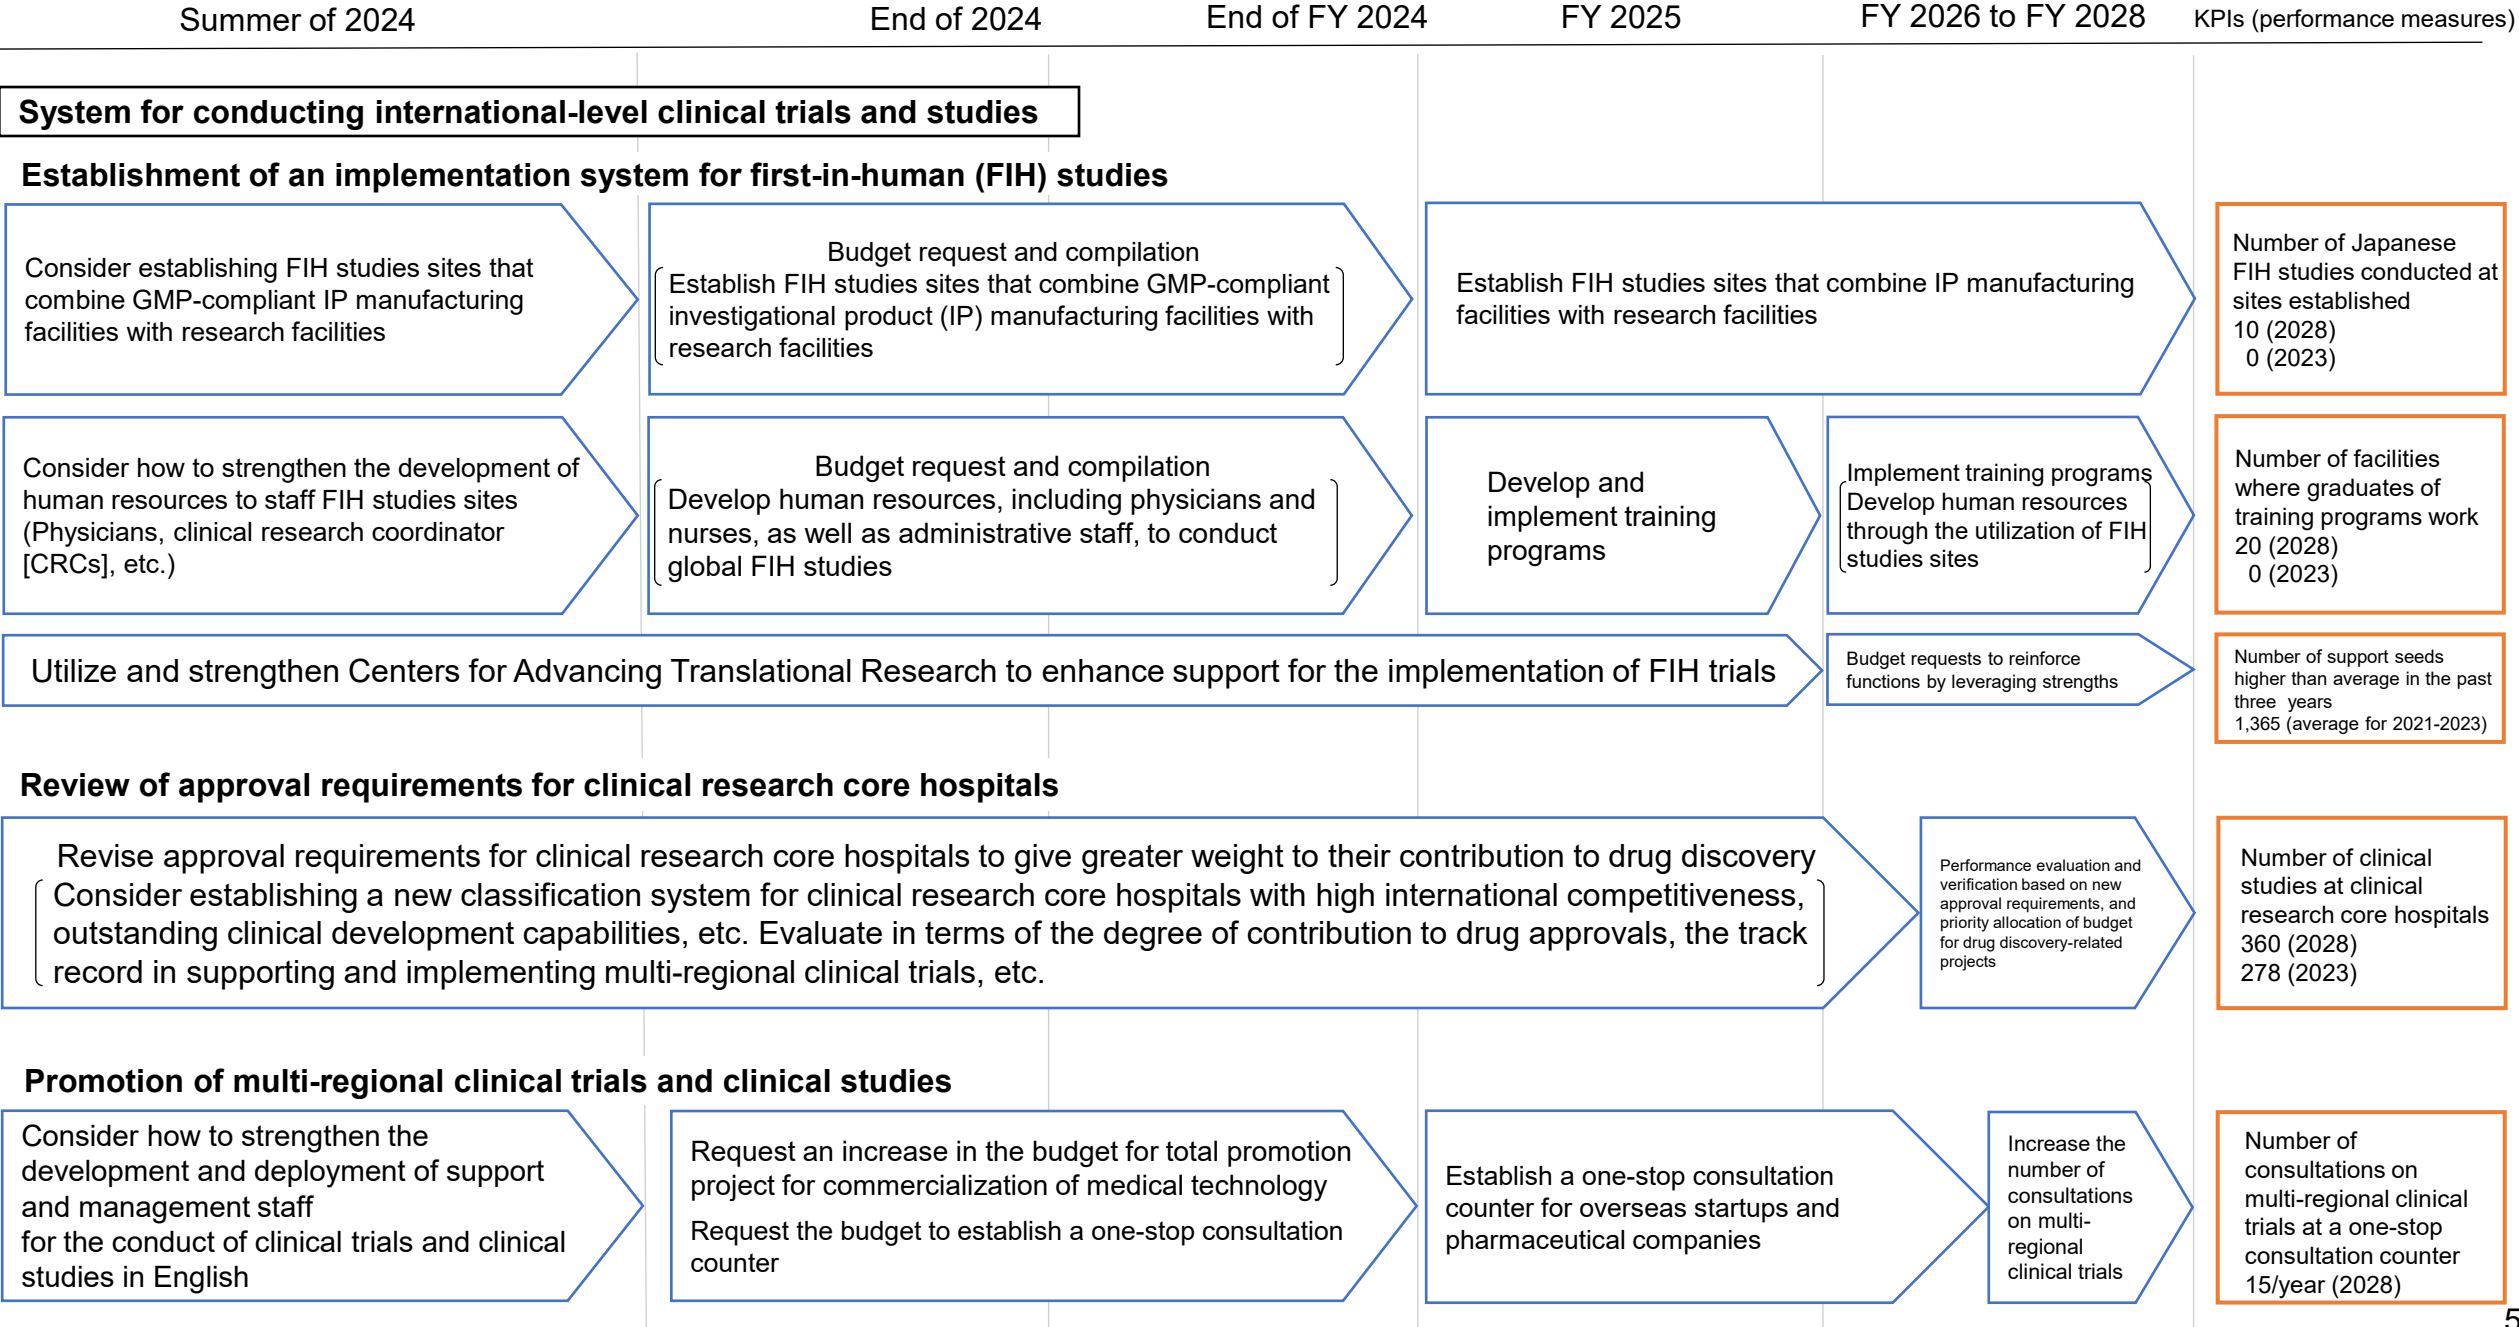 Summer of 2024
End of 2024
End of FY 2024
FY 2025
FY 2026 to FY 2028
KPIs (performance measures)
System for conducting international-level clinical trials and studies
Establishment of an implementation system for first-in-human (FIH) studies
Consider establishing FIH studies sites that
combine GMP-compliant IP manufacturing
facilities with research facilities
Budget request and compilation
Establish FIH studies sites that combine GMP-compliant
investigational product (IP) manufacturing facilities with
research facilities
Establish FIH studies sites that combine IP manufacturing
facilities with research facilities
Number of Japanese
FIH studies conducted at
sites established
10 (2028)
0 (2023)
Consider how to strengthen the development of
human resources to staff FIH studies sites
(Physicians, clinical research coordinator
[CRCs], etc.)
Budget request and compilation
Develop human resources, including physicians and
nurses, as well as administrative staff, to conduct
global FIH studies
Develop and
implement training
programs
Implement training programs
Develop human resources
through the utilization of FIH
studies sites
Number of facilities
where graduates of
training programs work
20 (2028)
0 (2023)
Utilize and strengthen Centers for Advancing Translational Research to enhance support for the implementation of FIH trials
Budget requests to reinforce
functions by leveraging strengths
Number of support seeds
higher than average in the past
three years
1,365 (average for 2021-2023)
Review of approval requirements for clinical research core hospitals
Revise approval requirements for clinical research core hospitals to give greater weight to their contribution to drug discovery
Consider establishing a new classification system for clinical research core hospitals with high international competitiveness,
outstanding clinical development capabilities, etc. Evaluate in terms of the degree of contribution to drug approvals, the track
record in supporting and implementing multi-regional clinical trials, etc.
Performance evaluation and
verification based on new
approval requirements, and
priority allocation of budget
for drug discovery-related
projects
Number of clinical
studies at clinical
research core hospitals
360 (2028)
278 (2023)
Promotion of multi-regional clinical trials and clinical studies
Consider how to strengthen the
development and deployment of support
and management staff
for the conduct of clinical trials and clinical
studies in English
Request an increase in the budget for total promotion
project for commercialization of medical technology
Request the budget to establish a one-stop consultation
counter
Establish a one-stop consultation
counter for overseas startups and
pharmaceutical companies
Increase the
number of
consultations
on multi-
regional
clinical trials
Number of
consultations on
multi-regional clinical
trials at a one-stop
consultation counter
15/year (2028)
5